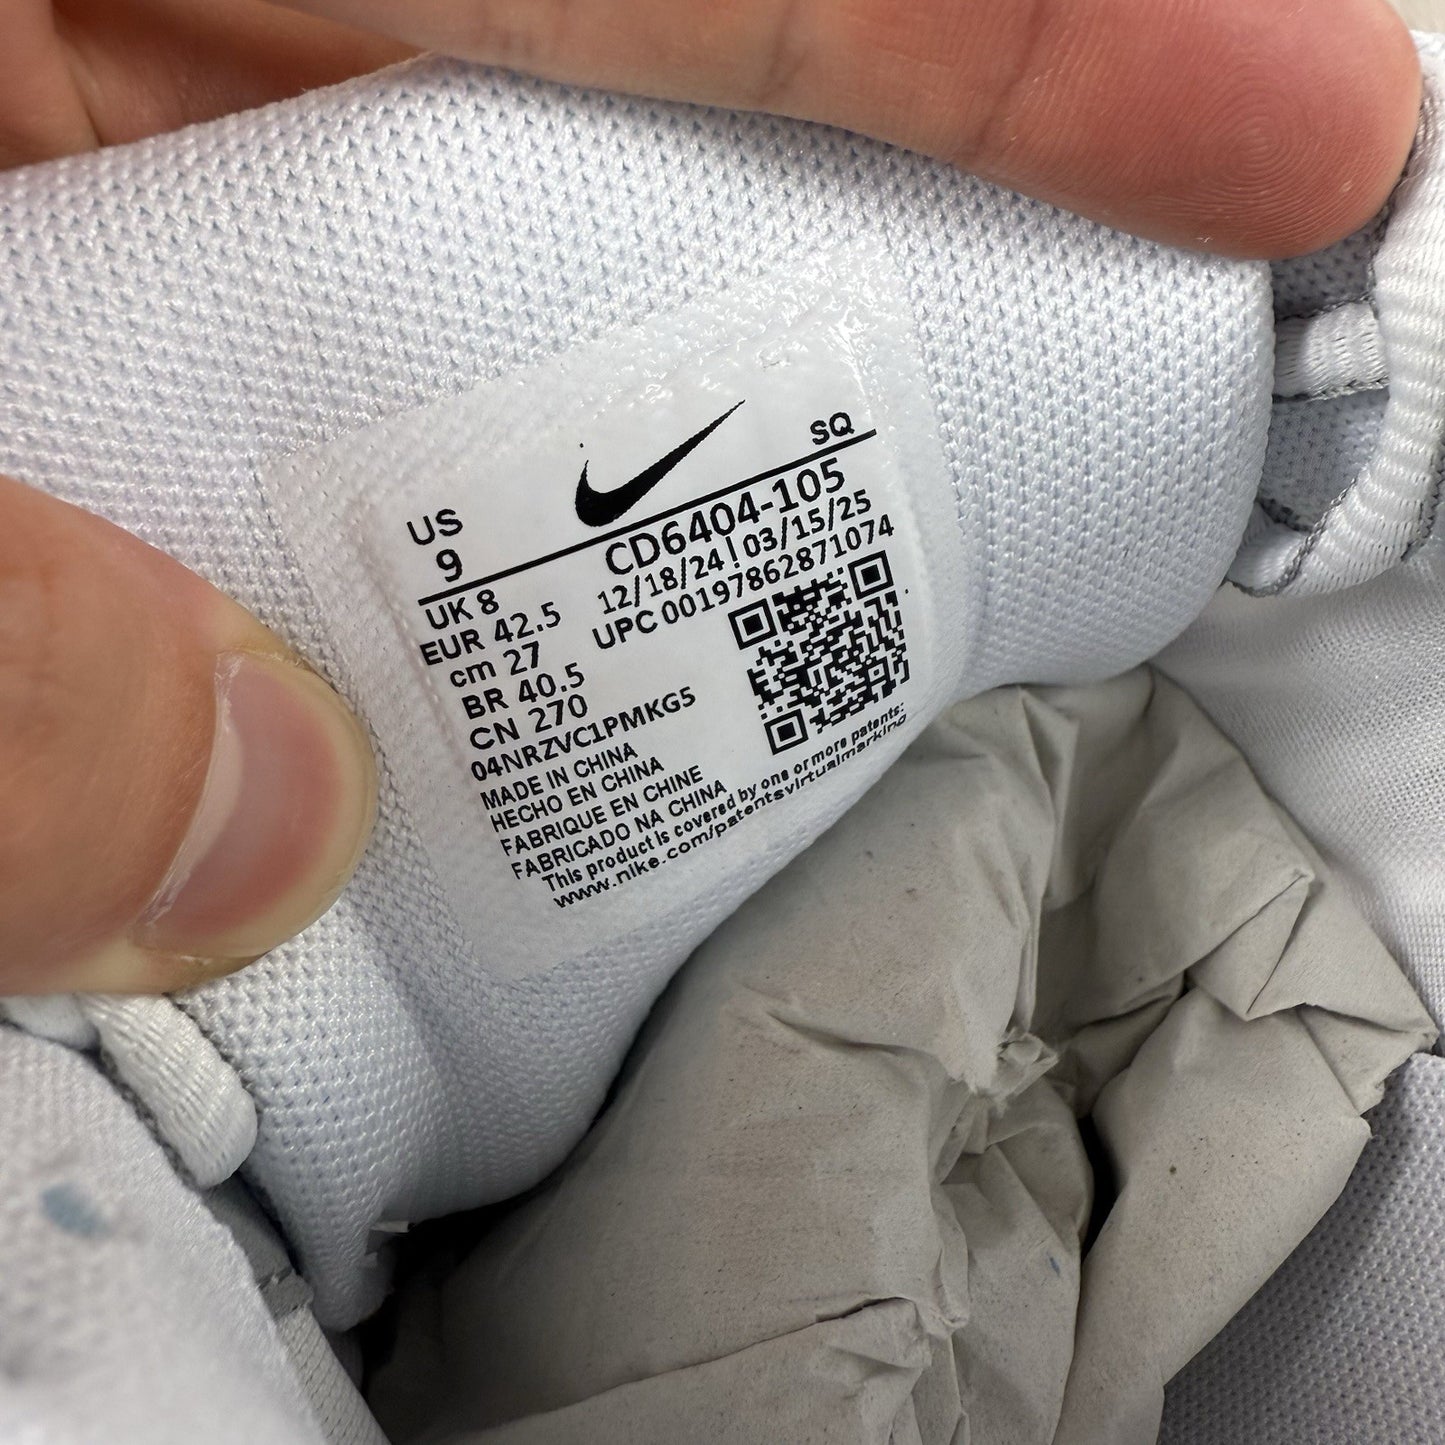 SQ
US
9
CD6404-105
12/18/24 | 03/15/25
UPC 00197862871074
UK 8
EUR 42.5
cm 27
BR 40.5
CN 270
04NRZVC1PMKG5
MADE IN CHINA
HECHO EN CHINA
FABRIQUE EN CHINE
FABRICADO NA CHINA
This product is covered by one or more patents:
www.nike.com/patentsvirtualmarking